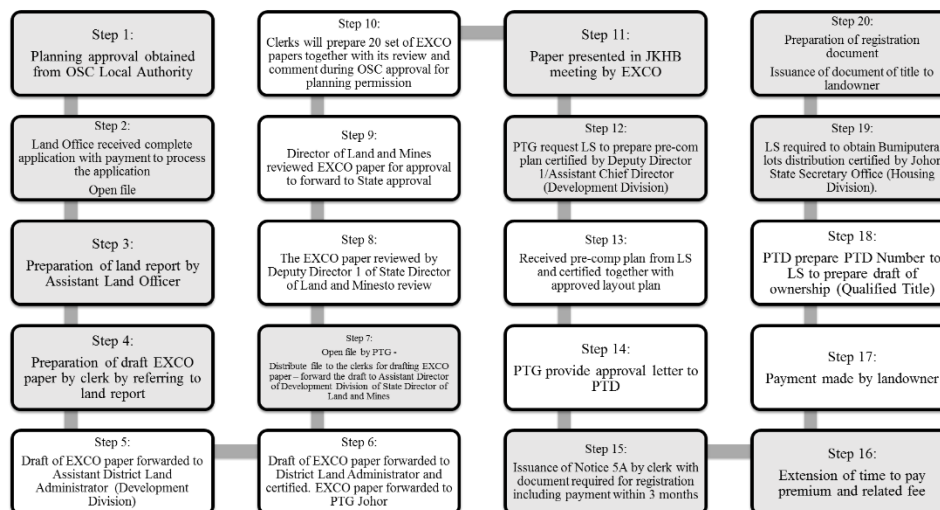 Step 1:
Planning approval obtained
from OSC Local Authority
Step 2:
Land Office received complete
application with payment to process
the application
Open file
Step 3:
Preparation of land report by
Assistant Land Officer
Step 4:
Preparation of draft EXCO
paper by clerk by referring to
land report
Step 5:
Draft of EXCO paper forwarded to
Assistant District Land
Administrator (Development
Division)
Step 6:
Draft of EXCO paper forwarded to
District Land Administrator and
certified. EXCO paper forwarded to
PTG Johor
Step 7:
Open file by PTG -
Distribute file to the clerks for drafting EXCO
paper – forward the draft to Assistant Director
of Development Division of State Director of
Land and Mines
Step 8:
The EXCO paper reviewed by
Deputy Director 1 of State Director
of Land and Minesto review
Step 9:
Director of Land and Mines
reviewed EXCO paper for approval
to forward to State approval
Step 10:
Clerks will prepare 20 set of EXCO
papers together with its review and
comment during OSC approval for
planning permission
Step 11:
Paper presented in JKHB
meeting by EXCO
Step 12:
PTG request LS to prepare pre-com
plan certified by Deputy Director
1/Assistant Chief Director
(Development Division)
Step 13:
Received pre-comp plan from LS
and certified together with
approved layout plan
Step 14:
PTG provide approval letter to
PTD
Step 15:
Issuance of Notice 5A by clerk with
document required for registration
including payment within 3 months
Step 16:
Extension of time to pay
premium and related fee
Step 17:
Payment made by landowner
Step 18:
PTD prepare PTD Number to
LS to prepare draft of
ownership (Qualified Title)
Step 19:
LS required to obtain Bumiputera
lots distribution certified by Johor
State Secretary Office (Housing
Division).
Step 20:
Preparation of registration
document
Issuance of document of title to
landowner